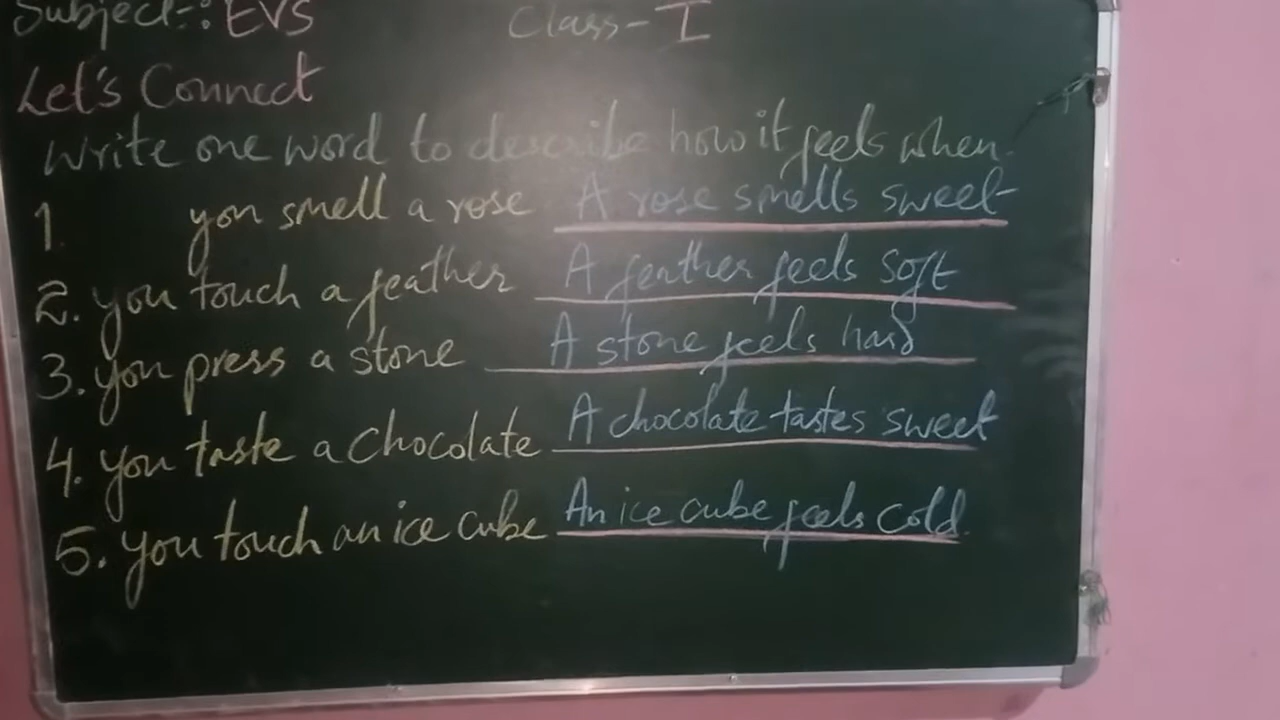 Subject:-: EVS Class-I
Let's Connect
Write one word to describe how it feels when
1. you smell a rose A rose smells sweet
2. you touch a feather A feather feels soft
3. you press a stone A stone feels hard
4. you taste a chocolate A chocolate tastes sweet
5. you touch an ice cube An ice cube feels cold.